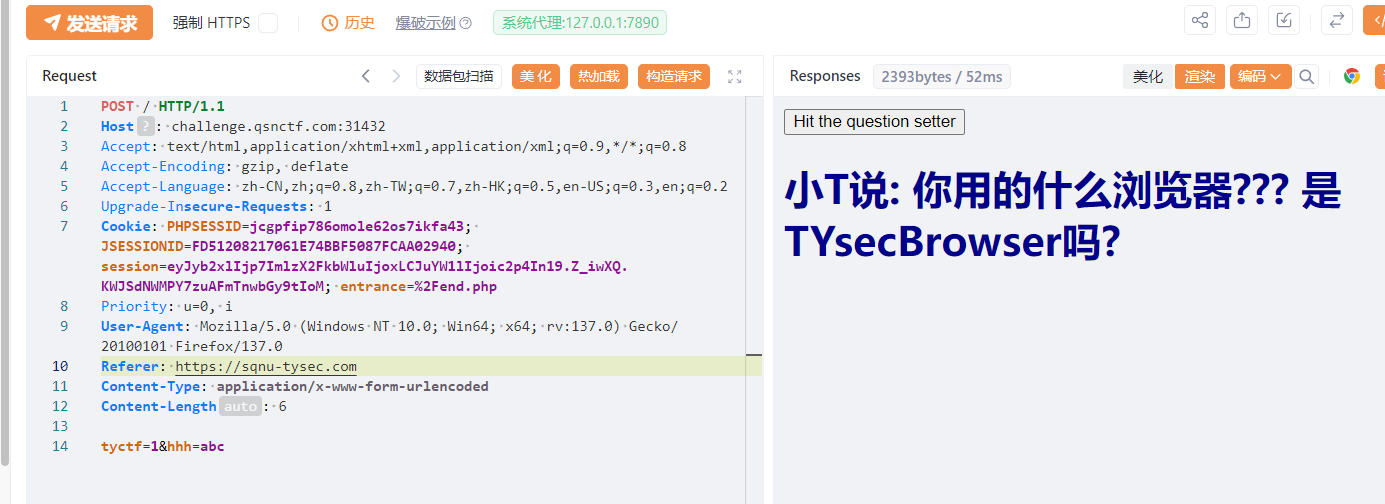 发送请求 强制 HTTPS 历史 爆破示例 ? 系统代理:127.0.0.1:7890
Request 数据包扫描 美化 热加载 构造请求
1 POST / HTTP/1.1
2 Host ? : challenge.qsnctf.com:31432
3 Accept: text/html,application/xhtml+xml,application/xml;q=0.9,*/*;q=0.8
4 Accept-Encoding: gzip, deflate
5 Accept-Language: zh-CN,zh;q=0.8,zh-TW;q=0.7,zh-HK;q=0.5,en-US;q=0.3,en;q=0.2
6 Upgrade-Insecure-Requests: 1
7 Cookie: PHPSESSID=jcgpfip786omole62os7ikfa43;
JSESSIONID=FD51208217061E74BBF5087FCAA02940;
session=eyJyb2xlIjp7ImlzX2FkbWluIjoxLCJuYW1lIjoic2p4In19.Z_iwXQ.
KWJSdNWMPY7zuAFmTnwbGy9tIoM; entrance=%2Fend.php
8 Priority: u=0, i
9 User-Agent: Mozilla/5.0 (Windows NT 10.0; Win64; x64; rv:137.0) Gecko/
20100101 Firefox/137.0
10 Referer: https://sqnu-tysec.com
11 Content-Type: application/x-www-form-urlencoded
12 Content-Length auto : 6
13
14 tyctf=1&hhh=abc
Responses 2393bytes / 52ms 美化 渲染 编码
Hit the question setter
小T说: 你用的什么浏览器??? 是
TYsecBrowser吗?